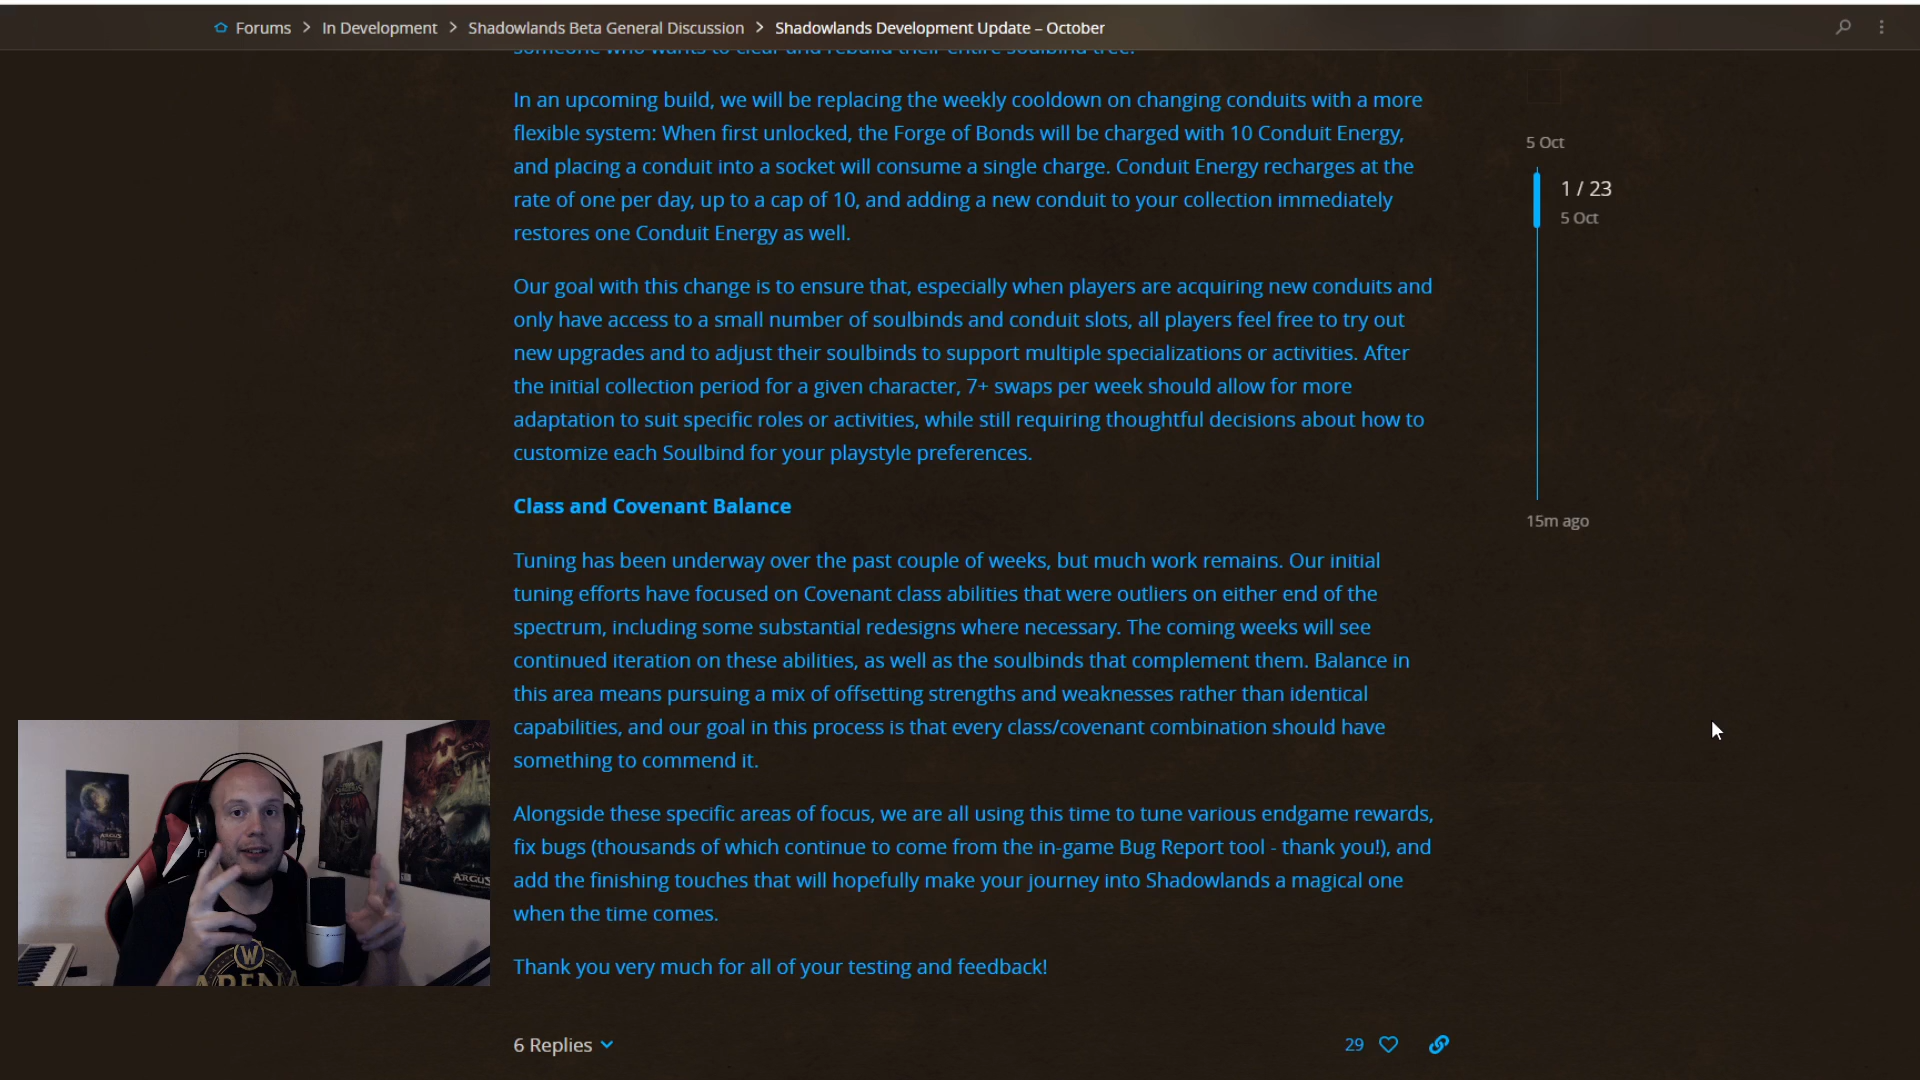 Forums > In Development > Shadowlands Beta General Discussion > Shadowlands Development Update – October
someone who wants to clear and rebuild their entire soulbind tree.
In an upcoming build, we will be replacing the weekly cooldown on changing conduits with a more
flexible system: When first unlocked, the Forge of Bonds will be charged with 10 Conduit Energy,
and placing a conduit into a socket will consume a single charge. Conduit Energy recharges at the
rate of one per day, up to a cap of 10, and adding a new conduit to your collection immediately
restores one Conduit Energy as well.
Our goal with this change is to ensure that, especially when players are acquiring new conduits and
only have access to a small number of soulbinds and conduit slots, all players feel free to try out
new upgrades and to adjust their soulbinds to support multiple specializations or activities. After
the initial collection period for a given character, 7+ swaps per week should allow for more
adaptation to suit specific roles or activities, while still requiring thoughtful decisions about how to
customize each Soulbind for your playstyle preferences.
Class and Covenant Balance
Tuning has been underway over the past couple of weeks, but much work remains. Our initial
tuning efforts have focused on Covenant class abilities that were outliers on either end of the
spectrum, including some substantial redesigns where necessary. The coming weeks will see
continued iteration on these abilities, as well as the soulbinds that complement them. Balance in
this area means pursuing a mix of offsetting strengths and weaknesses rather than identical
capabilities, and our goal in this process is that every class/covenant combination should have
something to commend it.
Alongside these specific areas of focus, we are all using this time to tune various endgame rewards,
fix bugs (thousands of which continue to come from the in-game Bug Report tool - thank you!), and
add the finishing touches that will hopefully make your journey into Shadowlands a magical one
when the time comes.
Thank you very much for all of your testing and feedback!
6 Replies
29
5 Oct
1 / 23
5 Oct
15m ago
ARGUS
ARGUS
W
ARENA